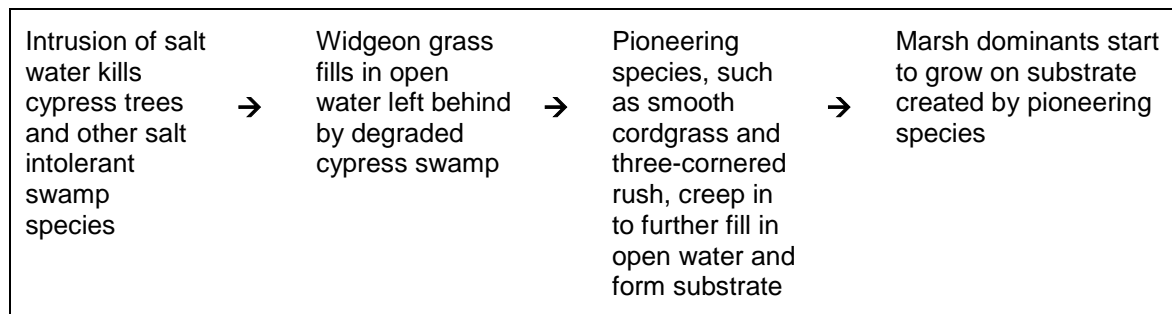 Intrusion of salt
water kills
cypress trees
and other salt
intolerant
swamp
species
→
Widgeon grass
fills in open
water left behind
by degraded
cypress swamp
→
Pioneering
species, such
as smooth
cordgrass and
three-cornered
rush, creep in
to further fill in
open water and
form substrate
→
Marsh dominants start
to grow on substrate
created by pioneering
species